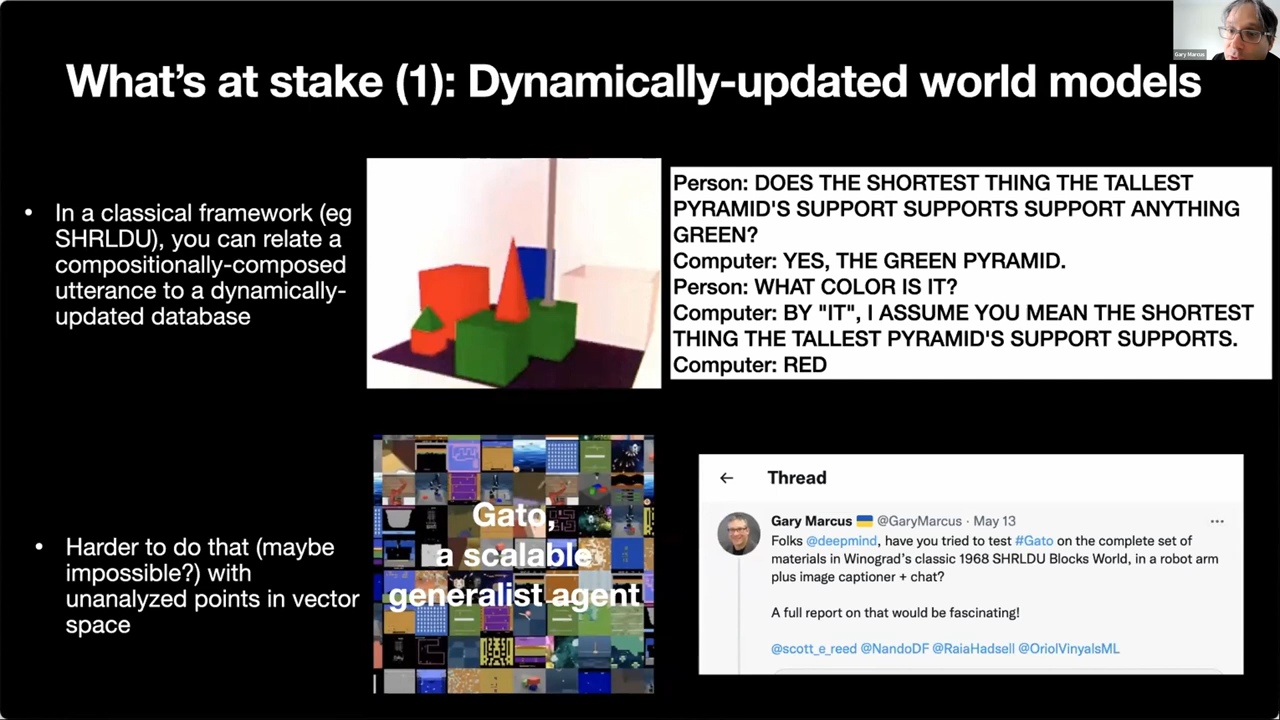 Gary Marcus
What's at stake (1): Dynamically-updated world models
• In a classical framework (eg
SHRLDU), you can relate a
compositionally-composed
utterance to a dynamically-
updated database
Person: DOES THE SHORTEST THING THE TALLEST
PYRAMID'S SUPPORT SUPPORTS SUPPORT ANYTHING
GREEN?
Computer: YES, THE GREEN PYRAMID.
Person: WHAT COLOR IS IT?
Computer: BY "IT", I ASSUME YOU MEAN THE SHORTEST
THING THE TALLEST PYRAMID'S SUPPORT SUPPORTS.
Computer: RED
• Harder to do that (maybe
impossible?) with
unanalyzed points in vector
space
Gato,
a scalable
generalist agent
Thread
Gary Marcus 🇺🇦 @GaryMarcus · May 13
Folks @deepmind, have you tried to test #Gato on the complete set of
materials in Winograd's classic 1968 SHRLDU Blocks World, in a robot arm
plus image captioner + chat?
A full report on that would be fascinating!
@scott_e_reed @NandoDF @RaiaHadsell @OriolVinyalsML